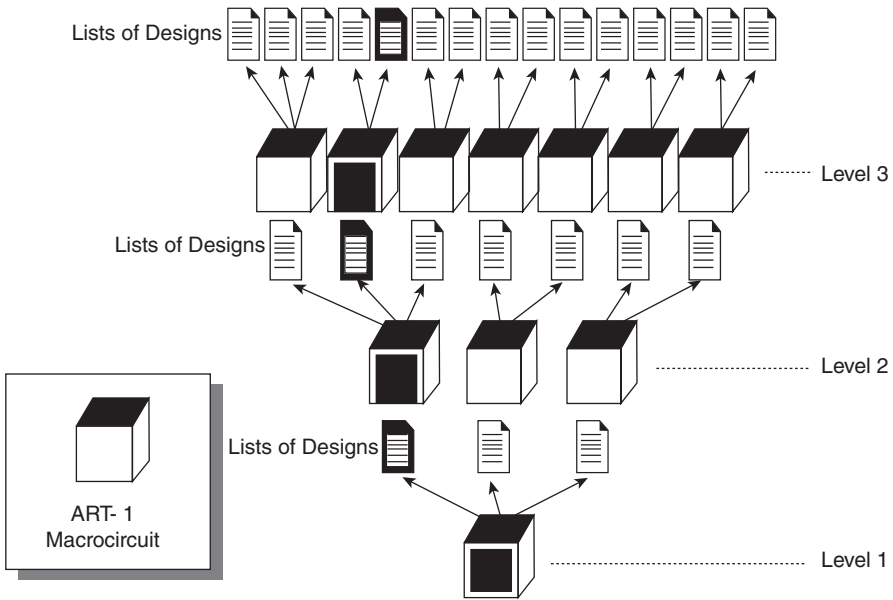 Lists of Designs
Level 3
Lists of Designs
Level 2
Lists of Designs
ART- 1
Macrocircuit
Level 1